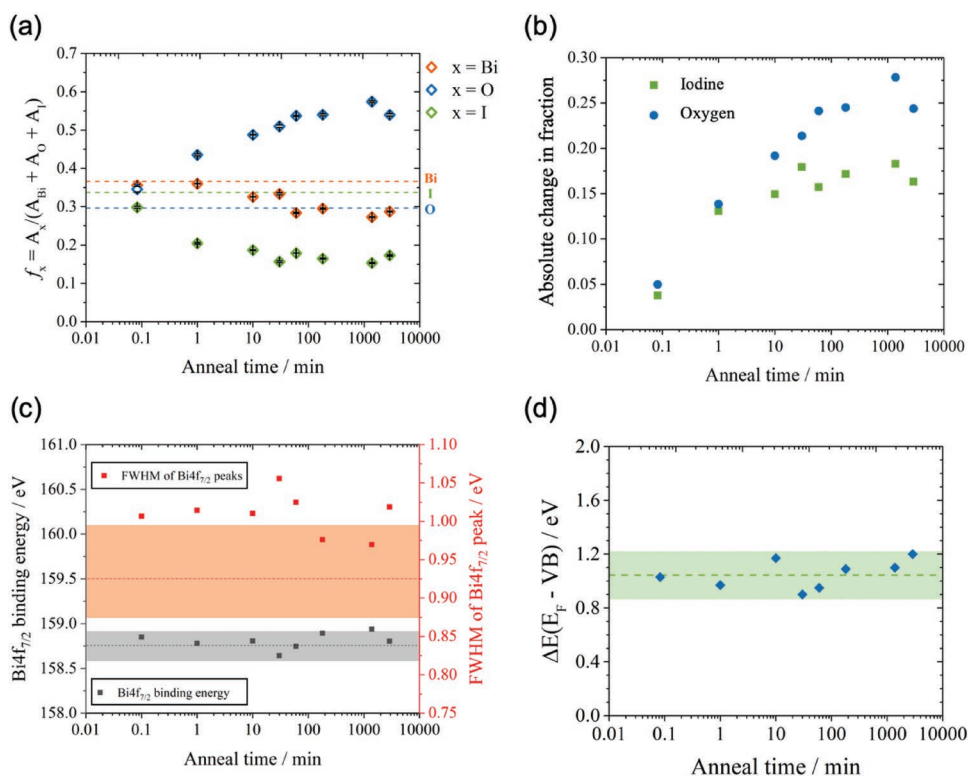 (a)
0.7
0.6
0.5
0.4
0.3
0.2
0.1
0.0
f_x = A_x/(A_Bi + A_O + A_I)
x = Bi
x = O
x = I
Bi
I
O
0.01 0.1 1 10 100 1000 10000
Anneal time / min
(b)
0.30
0.25
0.20
0.15
0.10
0.05
0.00
Absolute change in fraction
Iodine
Oxygen
0.01 0.1 1 10 100 1000 10000
Anneal time / min
(c)
161.0
160.5
160.0
159.5
159.0
158.5
158.0
Bi4f7/2 binding energy / eV
FWHM of Bi4f7/2 peaks
Bi4f7/2 binding energy
1.10
1.05
1.00
0.95
0.90
0.85
0.80
0.75
FWHM of Bi4f7/2 peak / eV
0.01 0.1 1 10 100 1000 10000
Anneal time / min
(d)
2.0
1.6
1.2
0.8
0.4
0.0
ΔE(E_F - VB) / eV
0.01 0.1 1 10 100 1000 10000
Anneal time / min